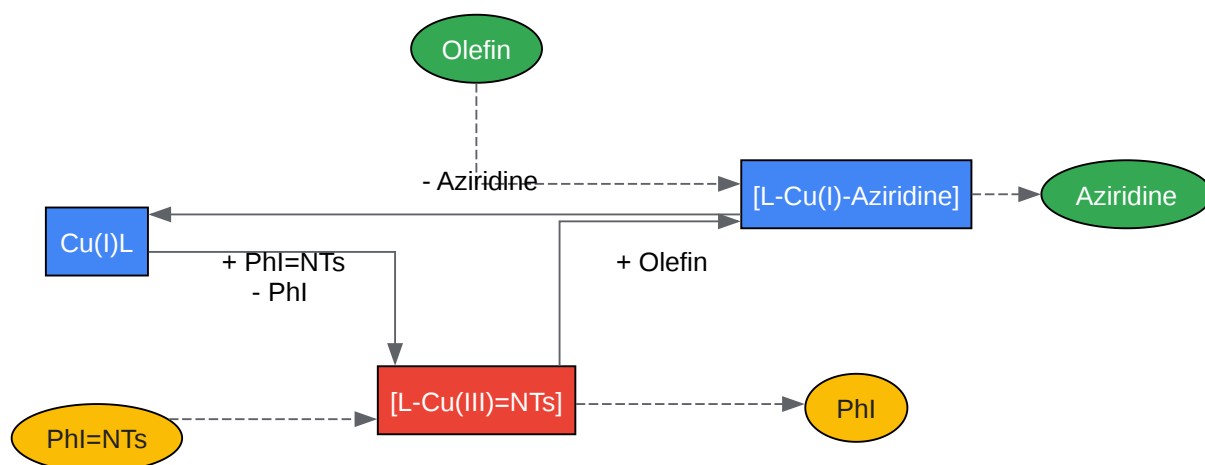 Olefin
- Aziridine
[L-Cu(I)-Aziridine]
Aziridine
Cu(I)L
+ PhI=NTs
- PhI
+ Olefin
[L-Cu(III)=NTs]
PhI
PhI=NTs